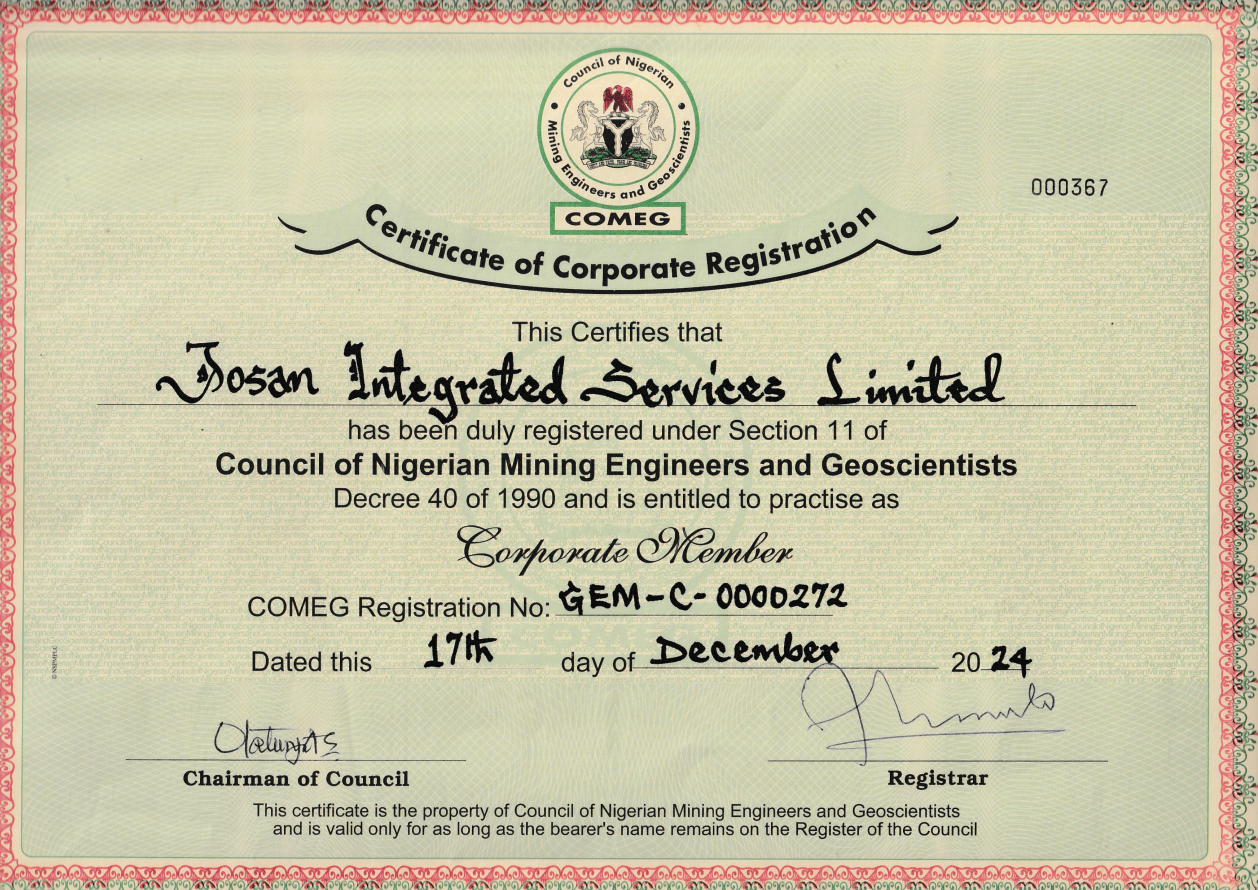 Council of Nigerian
Mining Engineers and Geoscientists
COMEG
000367
Certificate of Corporate Registration
This Certifies that
Josan Integrated Services Limited
has been duly registered under Section 11 of
Council of Nigerian Mining Engineers and Geoscientists
Decree 40 of 1990 and is entitled to practise as
Corporate Member
COMEG Registration No: GEM-C-0000272
Dated this 17th day of December 2024
Chairman of Council
Registrar
This certificate is the property of Council of Nigerian Mining Engineers and Geoscientists
and is valid only for as long as the bearer's name remains on the Register of the Council